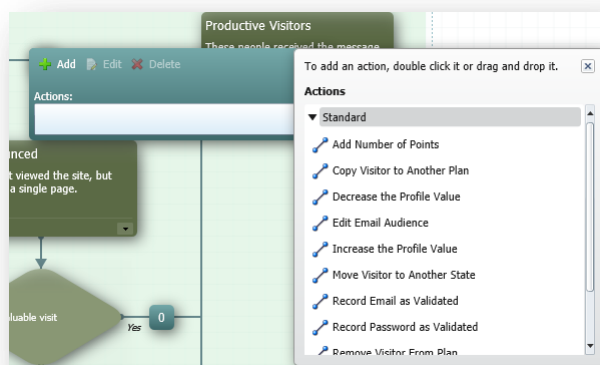 Productive Visitors
These people received the message
Add Edit Delete
Actions:
To add an action, double click it or drag and drop it.
Actions
Standard
Add Number of Points
Copy Visitor to Another Plan
Decrease the Profile Value
Edit Email Audience
Increase the Profile Value
Move Visitor to Another State
Record Email as Validated
Record Password as Validated
Remove Visitor From Plan
nced
t viewed the site, but
a single page.
luable visit
Yes
0